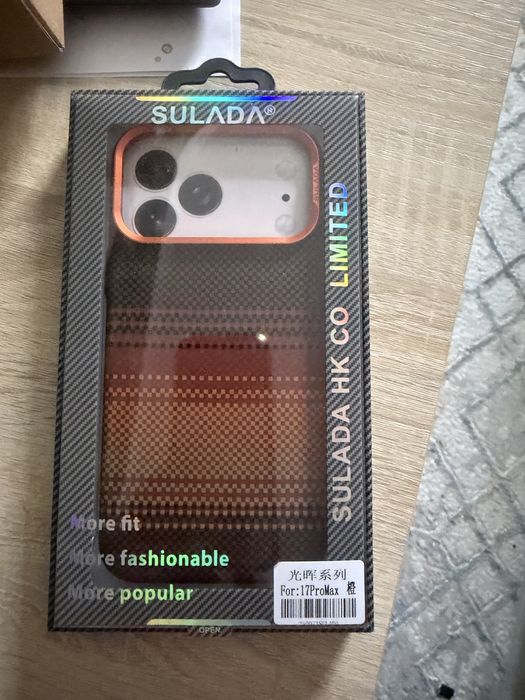 SULADA®
SULADA HK CO LIMITED
More fit
More fashionable
More popular
光晖系列
For:17ProMax 橙
OPEN